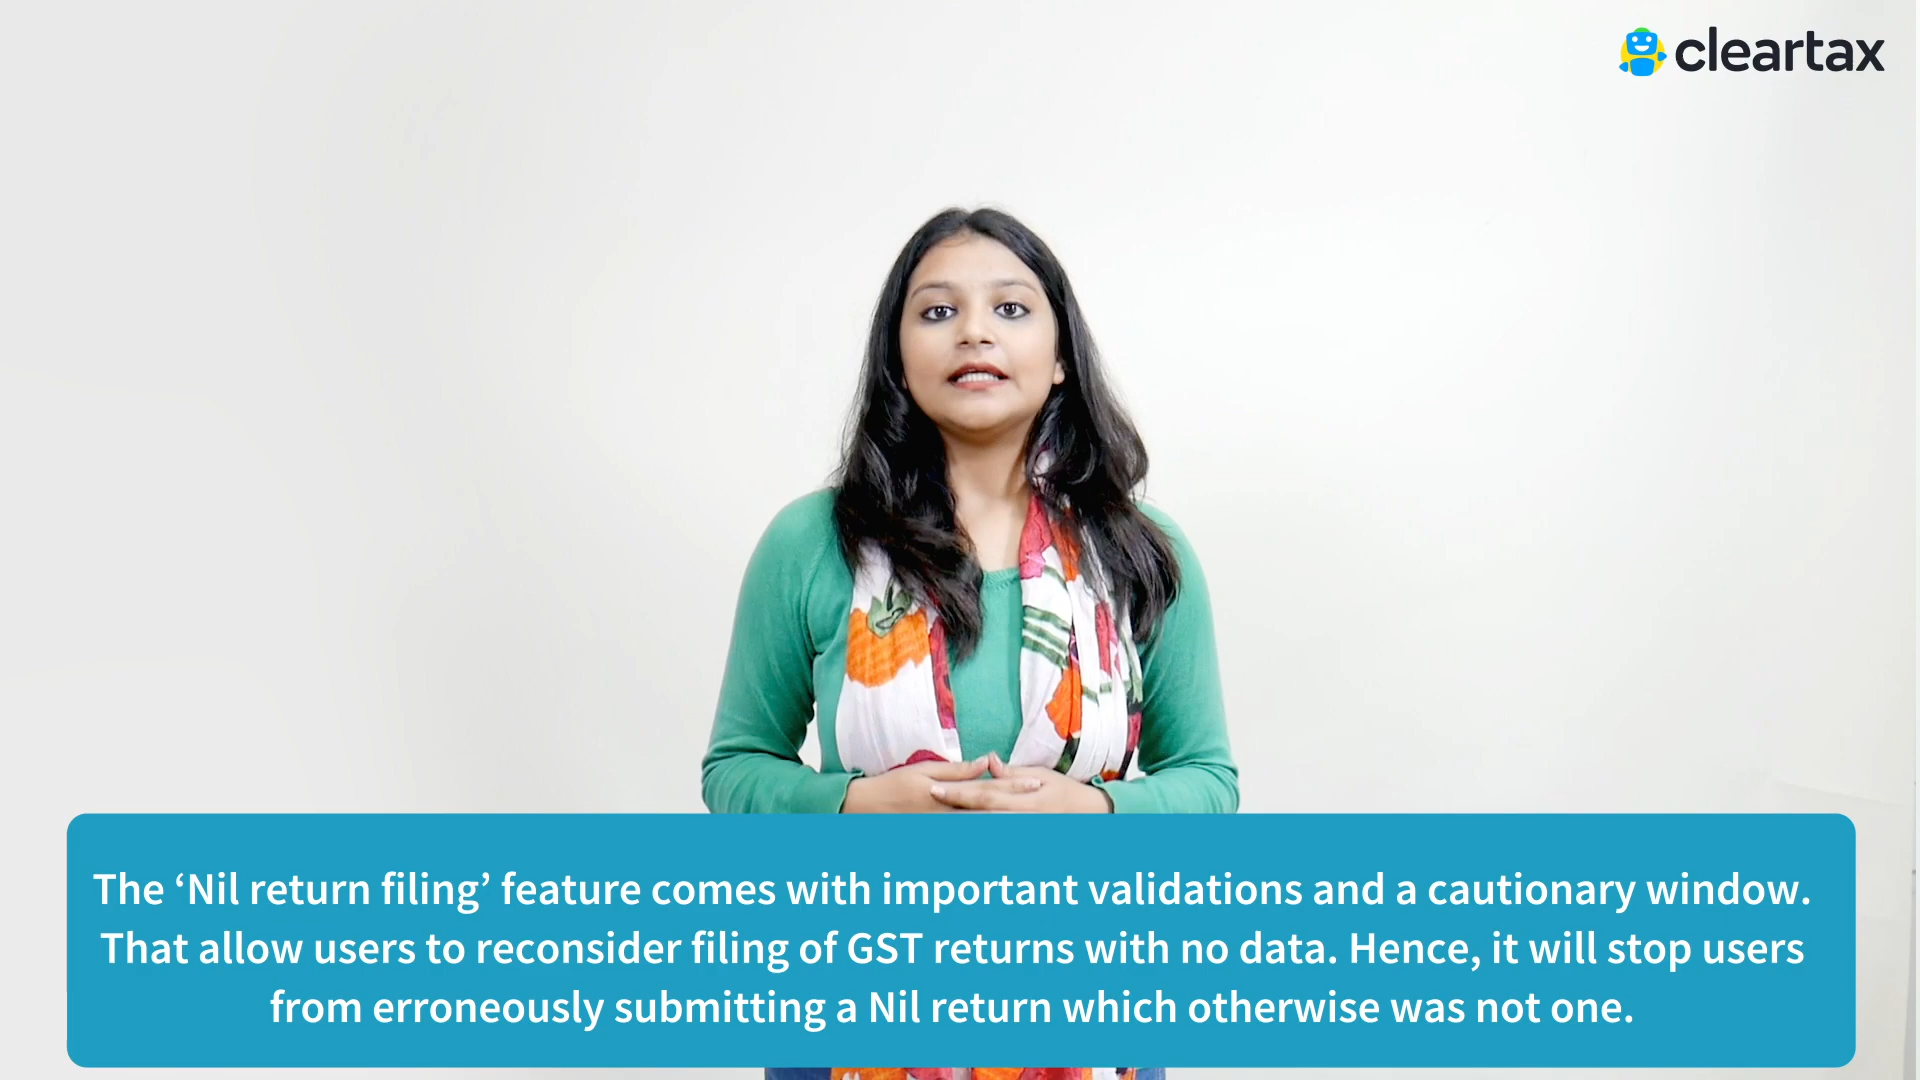 cleartax
The ‘Nil return filing’ feature comes with important validations and a cautionary window.
That allow users to reconsider filing of GST returns with no data. Hence, it will stop users
from erroneously submitting a Nil return which otherwise was not one.